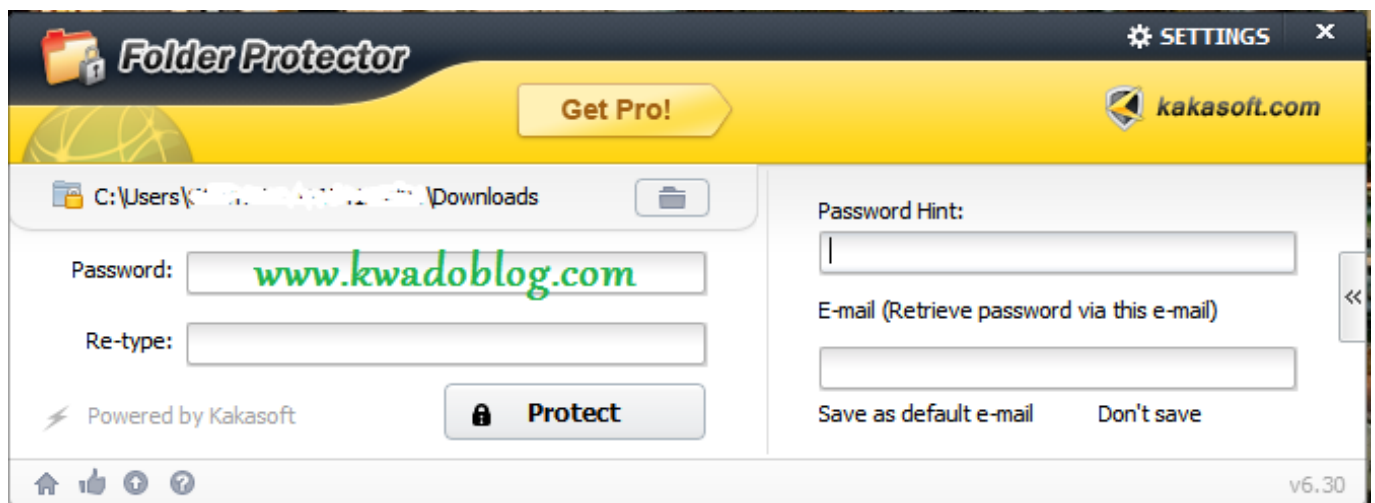 Folder Protector
SETTINGS X
Get Pro!
kakasoft.com
C:\Users\ \Downloads
Password:
www.kwadoblog.com
Re-type:
Powered by Kakasoft
Protect
Password Hint:
E-mail (Retrieve password via this e-mail)
Save as default e-mail Don't save
v6.30